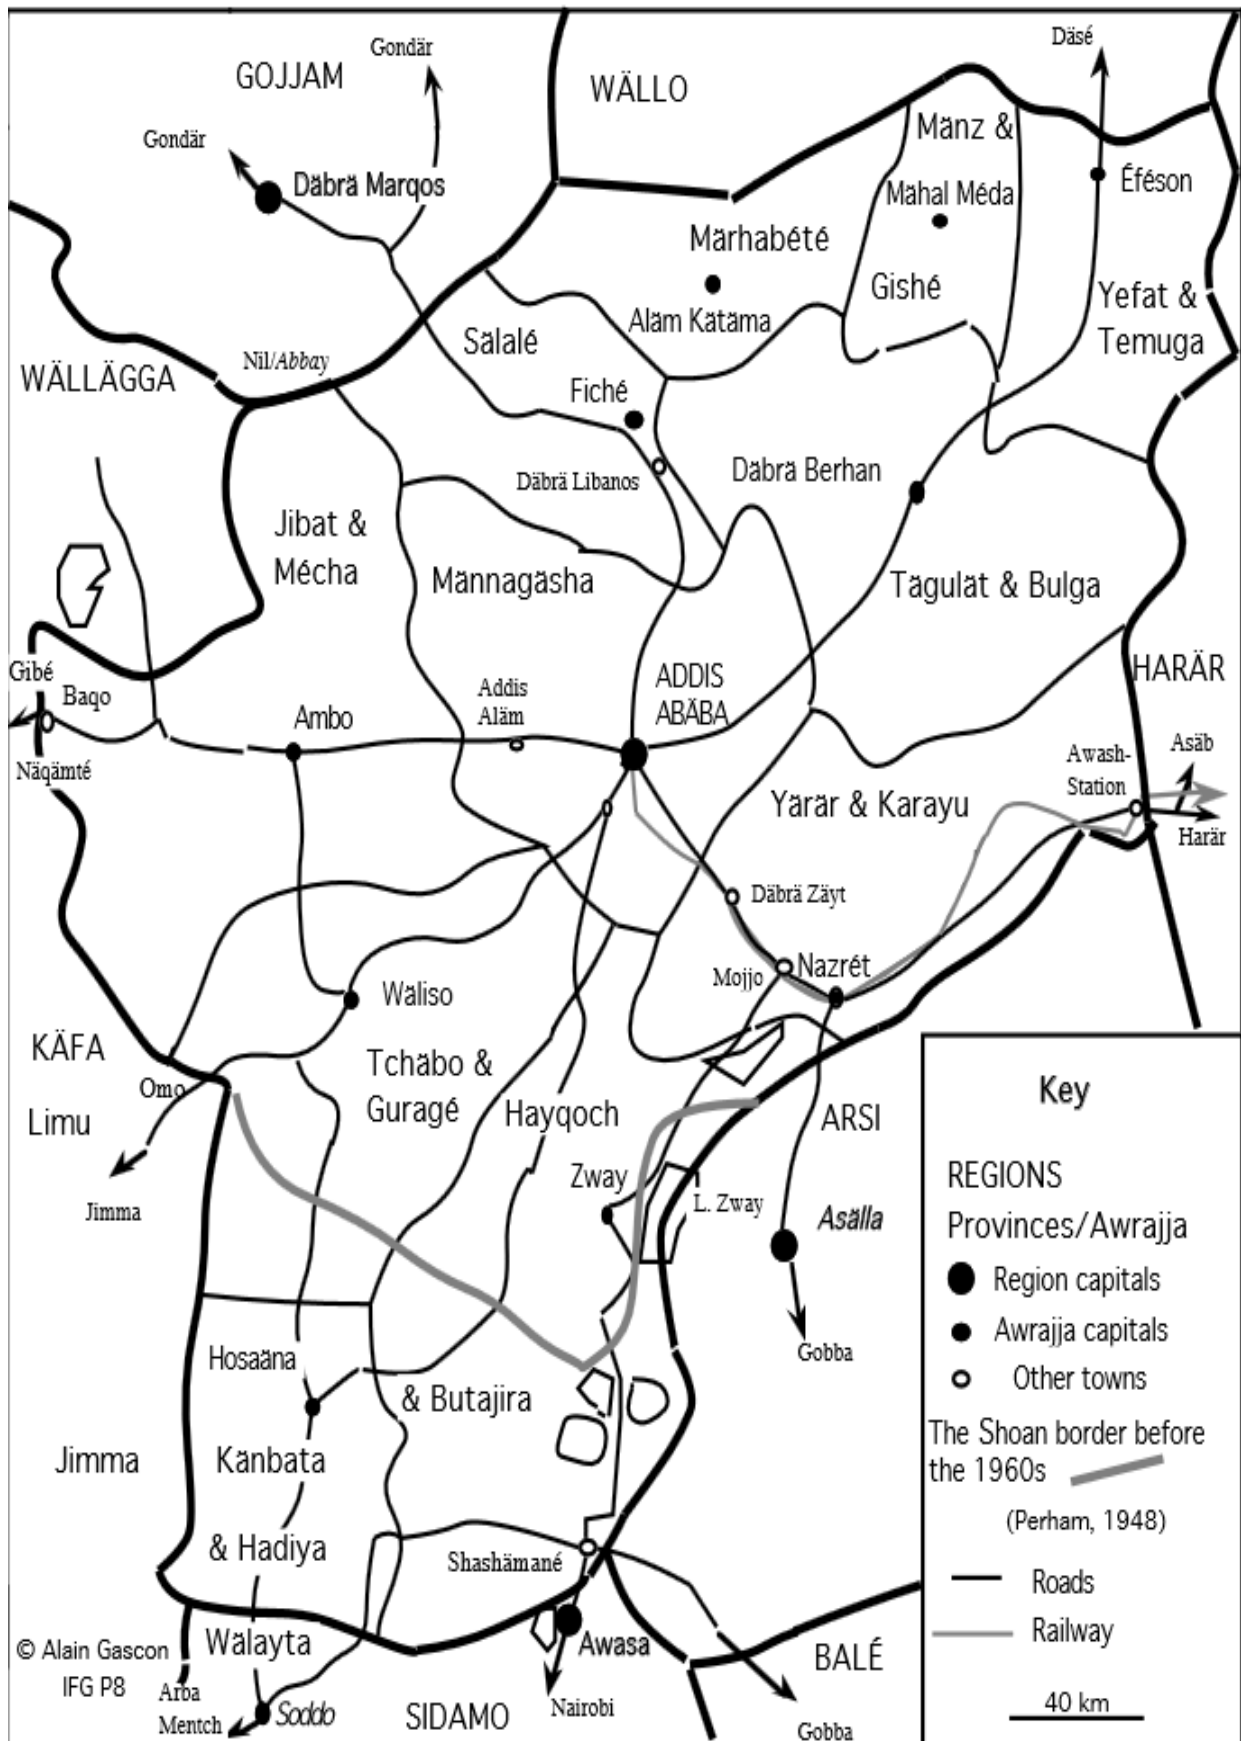 Däsé
Gondär
GOJJAM
WÄLLO
Mänz &
Gondär
Däbrä Marqos
Mähal Méda
Éféson
Märhabété
Gishé
Yefat &
Temuga
Aläm Kätäma
Sälalé
Nil/Abbay
WÄLLÄGGA
Fiché
Däbrä Libanos
Däbrä Berhan
Jibat &
Mécha
Männagäsha
Tägulät & Bulga
Gibé
Baqo
Ambo
Addis
Aläm
ADDIS
ABÄBA
HARÄR
Näqämté
Awash-
Station
Asäb
Harär
Yärär & Karayu
Däbrä Zäyt
Mojjo
Nazrét
Wäliso
KÄFA
Limu
Omo
Tchäbo &
Guragé
Hayqoch
ARSI
Zway
L. Zway
Asälla
Jimma
Gobba
Hosaäna
& Butajira
Jimma
Känbata
& Hadiya
Shashämané
Wälayta
Awasa
BALÉ
© Alain Gascon
IFG P8
Arba
Mentch
Soddo
SIDAMO
Nairobi
Gobba
Key
REGIONS
Provinces/Awrajja
Region capitals
Awrajja capitals
Other towns
The Shoan border before
the 1960s
(Perham, 1948)
Roads
Railway
40 km